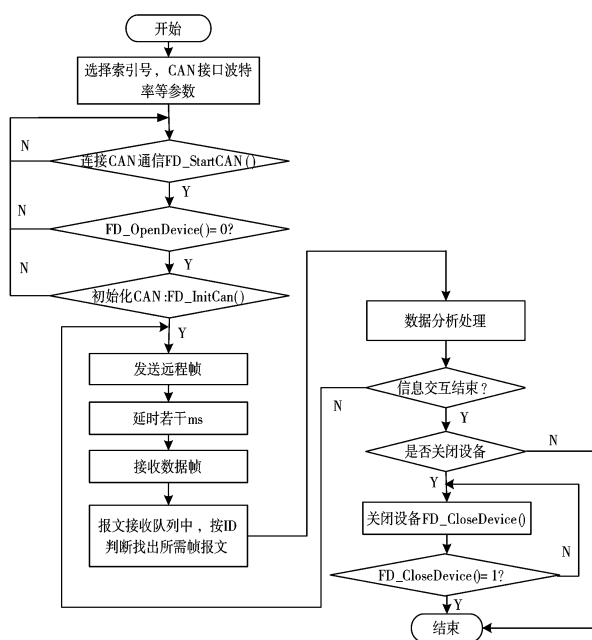 开始
选择索引号，CAN接口波特
率等参数
N
连接CAN通信FD_StartCAN()
Y
N
FD_OpenDevice()=0?
Y
N
初始化CAN:FD_InitCan()
Y
发送远程帧
延时若干ms
接收数据帧
报文接收队列中，按ID
判断找出所需帧报文
数据分析处理
信息交互结束？
N
Y
是否关闭设备
N
Y
关闭设备FD_CloseDevice()
N
FD_CloseDevice()=1?
Y
结束